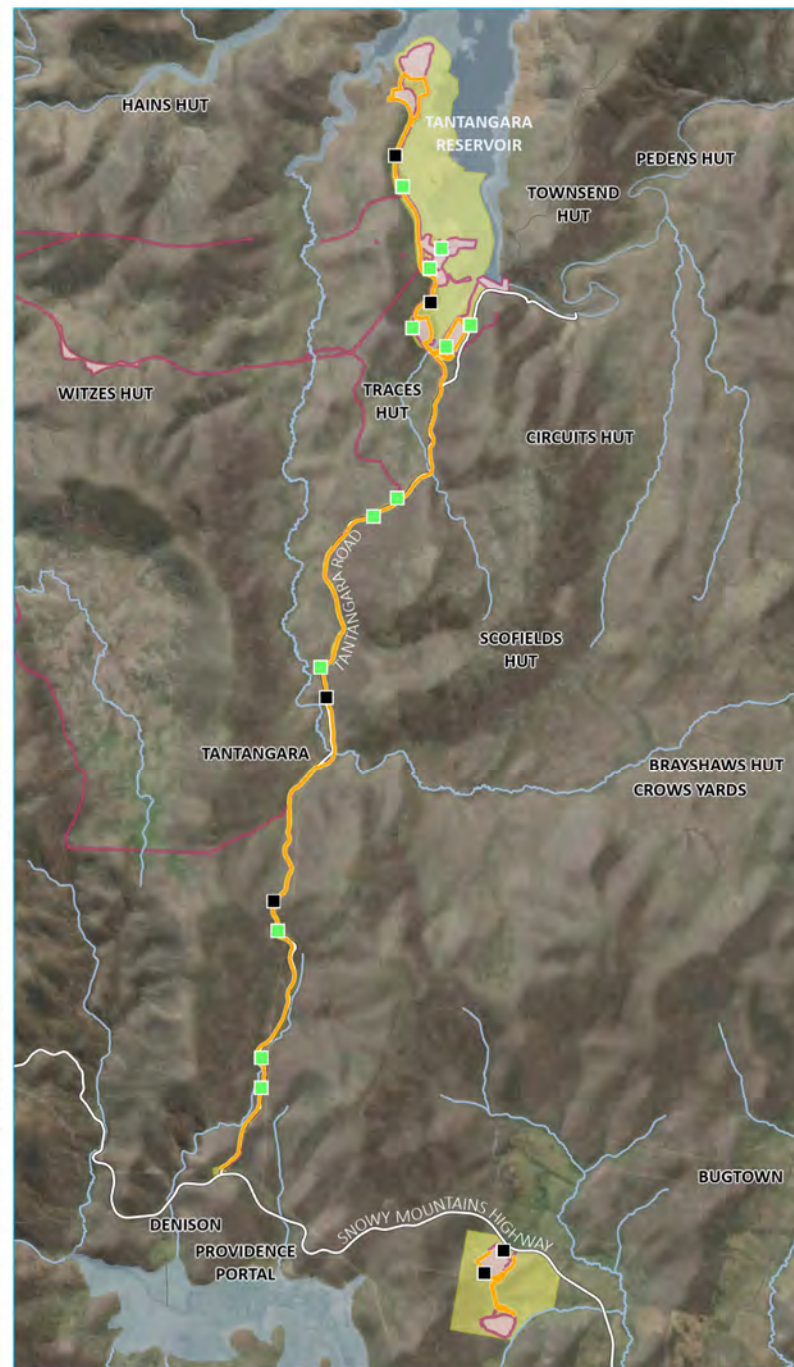 HAINS HUT
TANTANGARA
RESERVOIR
PEDENS HUT
TOWNSEND
HUT
WITZES HUT
TRACES
HUT
CIRCUITS HUT
TANTANGARA ROAD
SCOFIELDS
HUT
TANTANGARA
BRAYSHAWS HUT
CROWS YARDS
BUGTOWN
DENISON
SNOWY MOUNTAINS HIGHWAY
PROVIDENCE
PORTAL